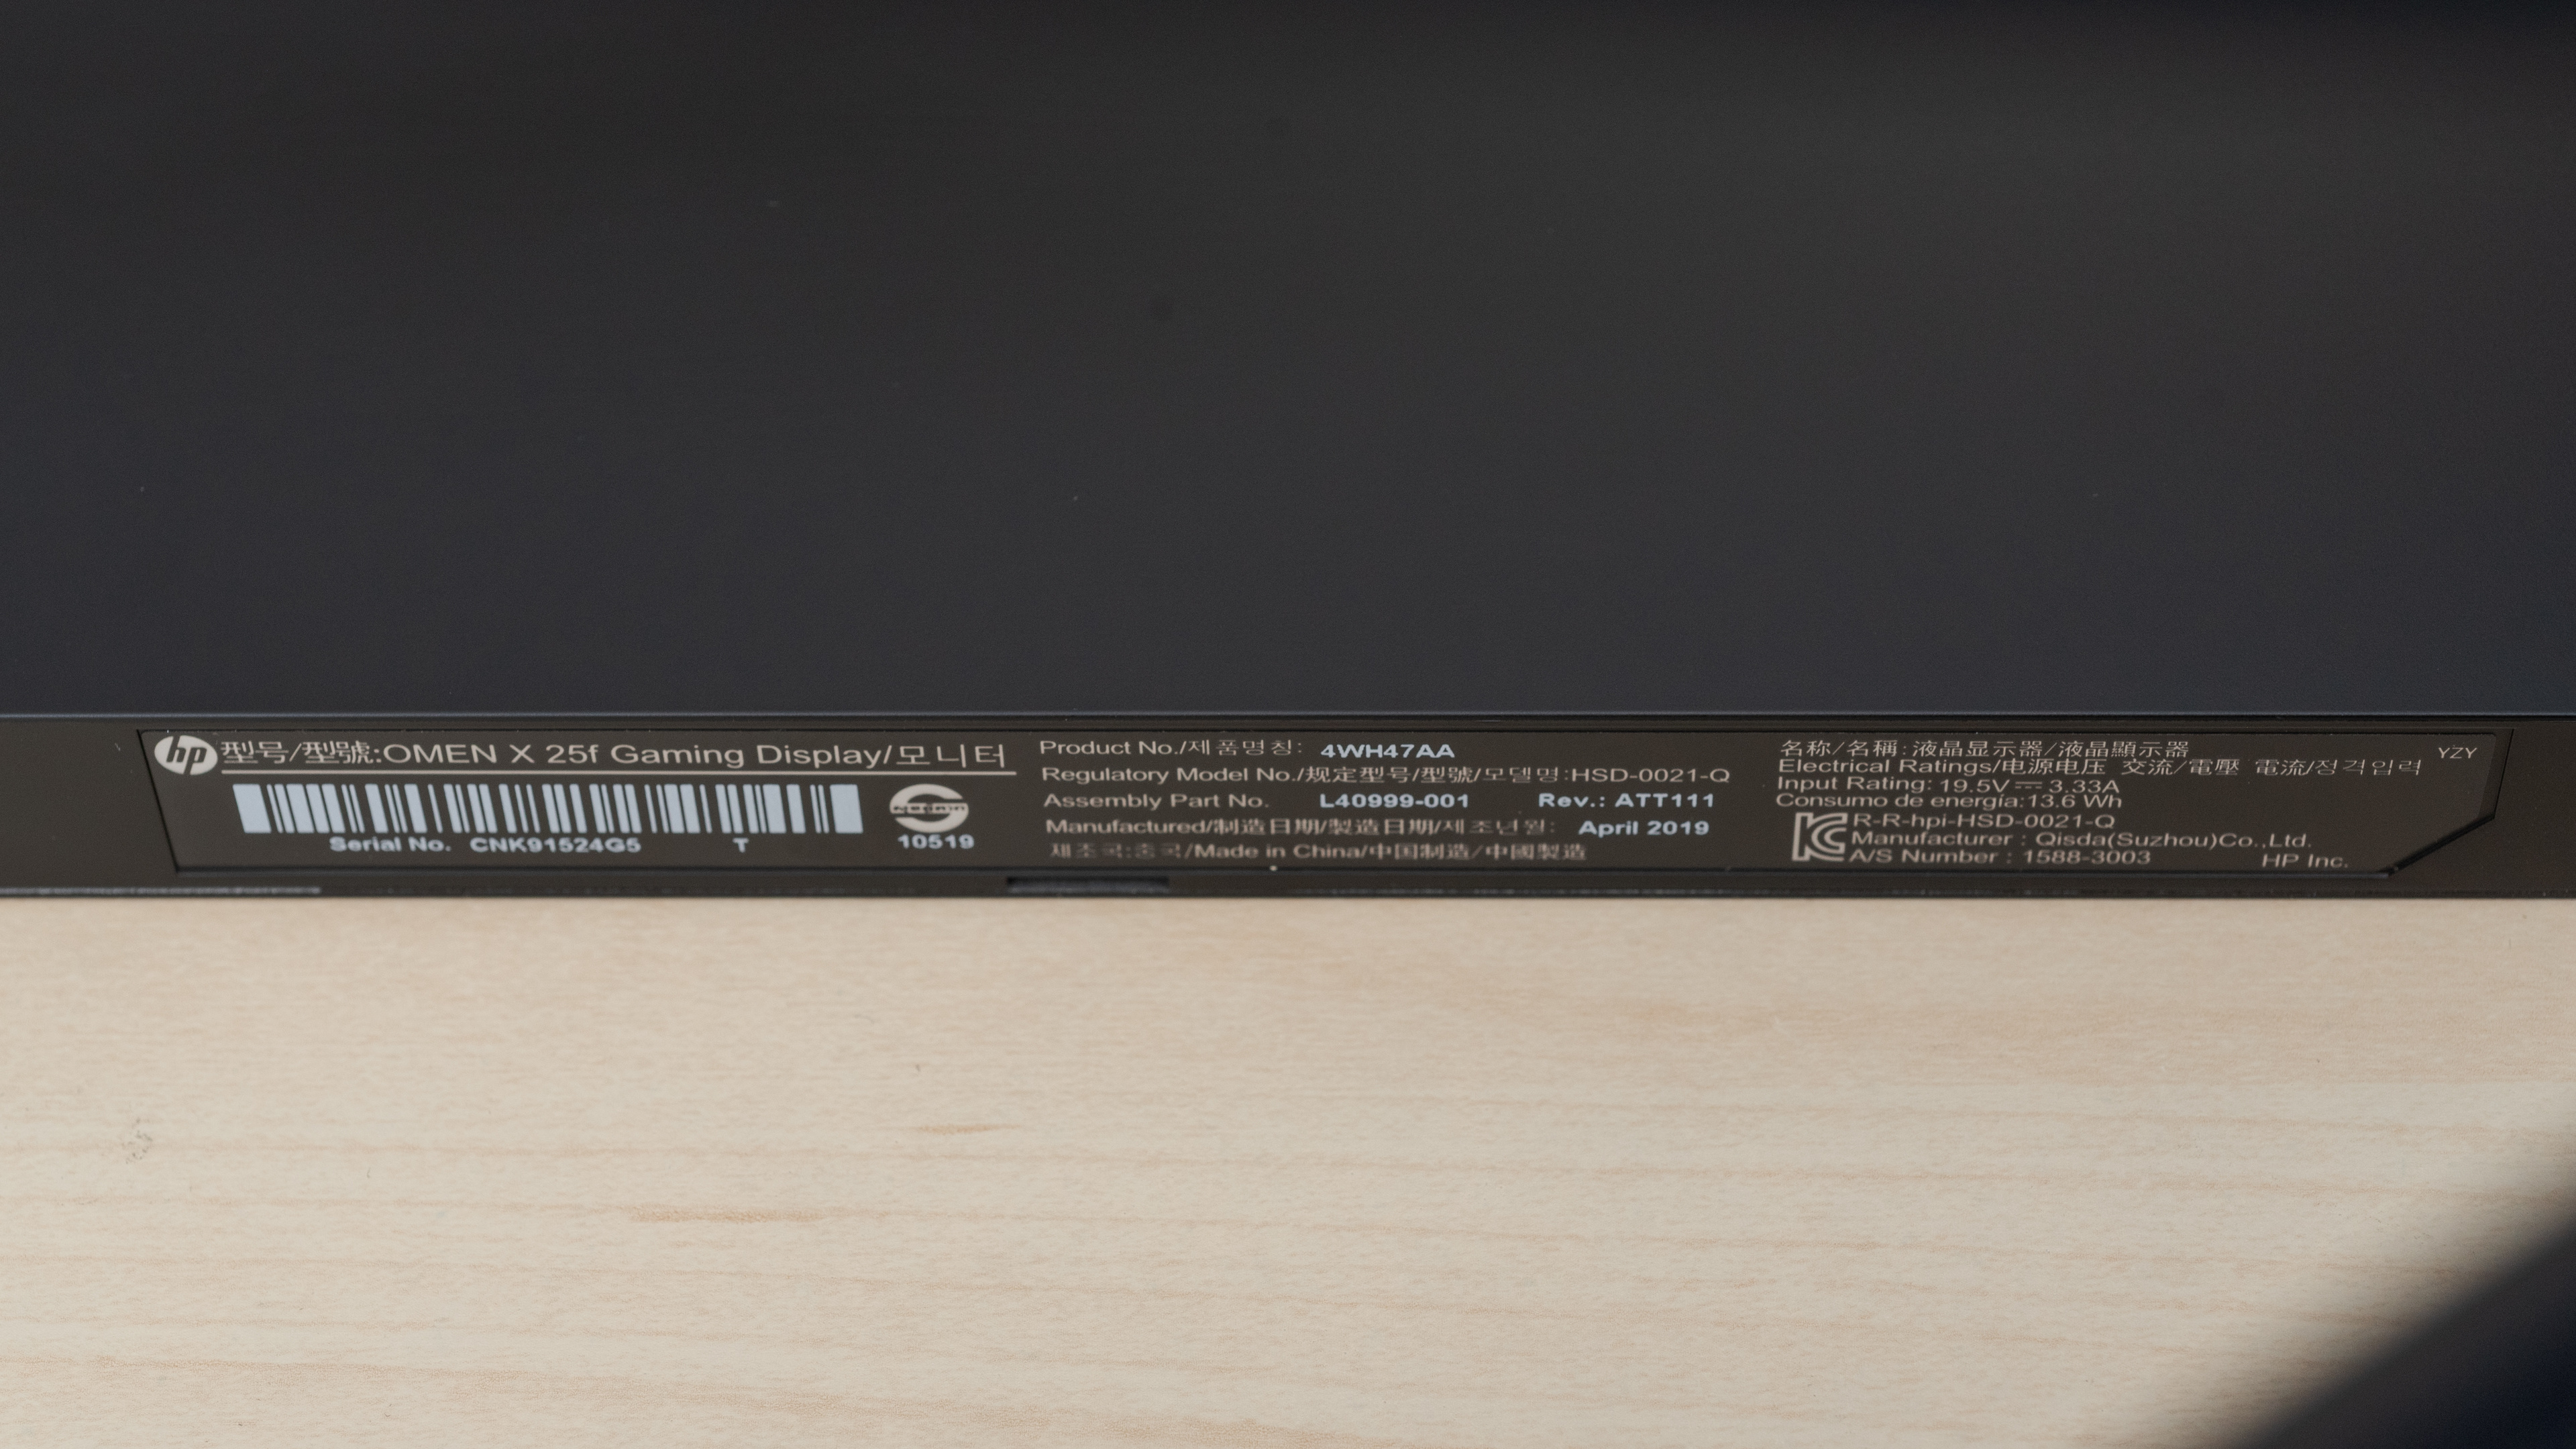 hp 型号/型號:OMEN X 25f Gaming Display/모니터
Serial No. CNK91524G5 T
10519
Product No./제품명칭: 4WH47AA
Regulatory Model No./规定型号/型號/모델명:HSD-0021-Q
Assembly Part No. L40999-001 Rev.: ATT111
Manufactured/制造日期/製造日期/제조년월: April 2019
제조국:중국/Made in China/中国制造/中國製造
名称/名稱:液晶显示器/液晶顯示器
Electrical Ratings/电源电压 交流/電壓 電流/정격입력
Input Rating: 19.5V⎓3.33A
Consumo de energía:13.6 Wh
R-R-hpi-HSD-0021-Q
Manufacturer : Qisda(Suzhou)Co.,Ltd.
A/S Number : 1588-3003 HP Inc.
YZY